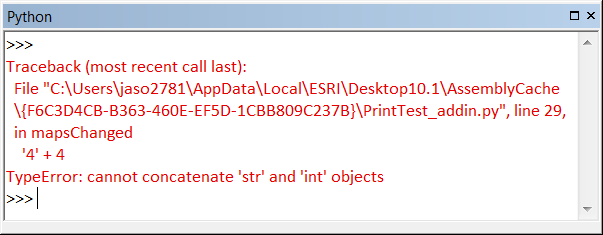 Python
>>>
Traceback (most recent call last):
File "C:\Users\jaso2781\AppData\Local\ESRI\Desktop10.1\AssemblyCache
\{F6C3D4CB-B363-460E-EF5D-1CBB809C237B}\PrintTest_addin.py", line 29,
in mapsChanged
'4' + 4
TypeError: cannot concatenate 'str' and 'int' objects
>>>